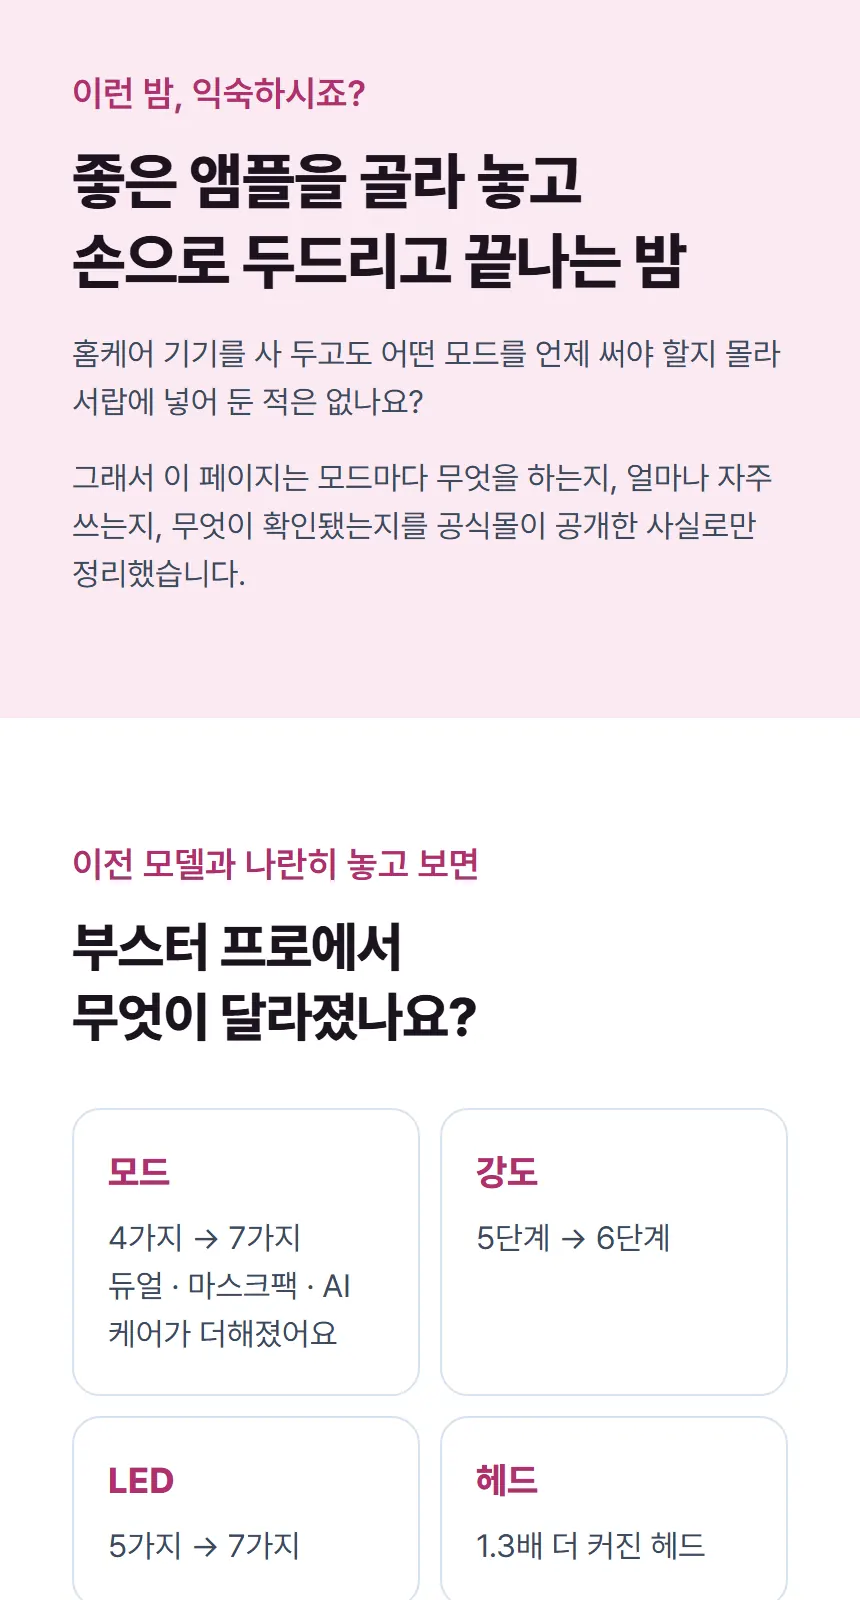 이런 밤, 익숙하시죠?
좋은 앰플을 골라 놓고
손으로 두드리고 끝나는 밤
홈케어 기기를 사 두고도 어떤 모드를 언제 써야 할지 몰라
서랍에 넣어 둔 적은 없나요?
그래서 이 페이지는 모드마다 무엇을 하는지, 얼마나 자주
쓰는지, 무엇이 확인됐는지를 공식몰이 공개한 사실로만
정리했습니다.
이전 모델과 나란히 놓고 보면
부스터 프로에서
무엇이 달라졌나요?
모드
4가지 → 7가지
듀얼 · 마스크팩 · AI
케어가 더해졌어요
강도
5단계 → 6단계
LED
5가지 → 7가지
헤드
1.3배 더 커진 헤드